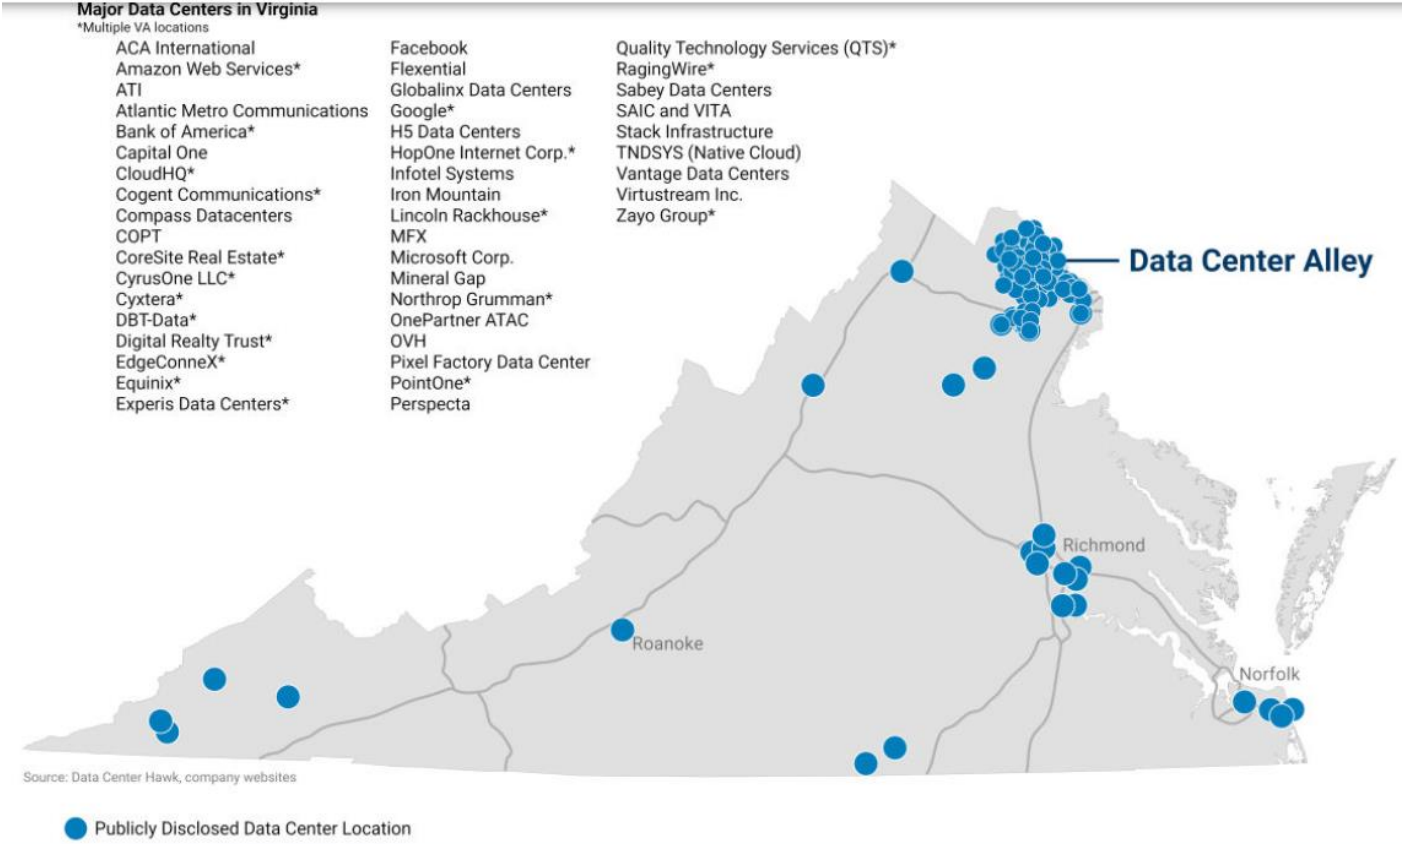 Major Data Centers in Virginia
*Multiple VA locations
ACA International
Amazon Web Services*
ATI
Atlantic Metro Communications
Bank of America*
Capital One
CloudHQ*
Cogent Communications*
Compass Datacenters
COPT
CoreSite Real Estate*
CyrusOne LLC*
Cyxtera*
DBT-Data*
Digital Realty Trust*
EdgeConneX*
Equinix*
Experis Data Centers*
Facebook
Flexential
Globalinx Data Centers
Google*
H5 Data Centers
HopOne Internet Corp.*
Infotel Systems
Iron Mountain
Lincoln Rackhouse*
MFX
Microsoft Corp.
Mineral Gap
Northrop Grumman*
OnePartner ATAC
OVH
Pixel Factory Data Center
PointOne*
Perspecta
Quality Technology Services (QTS)*
RagingWire*
Sabey Data Centers
SAIC and VITA
Stack Infrastructure
TNDSYS (Native Cloud)
Vantage Data Centers
Virtustream Inc.
Zayo Group*
Data Center Alley
Richmond
Roanoke
Norfolk
Source: Data Center Hawk, company websites
Publicly Disclosed Data Center Location